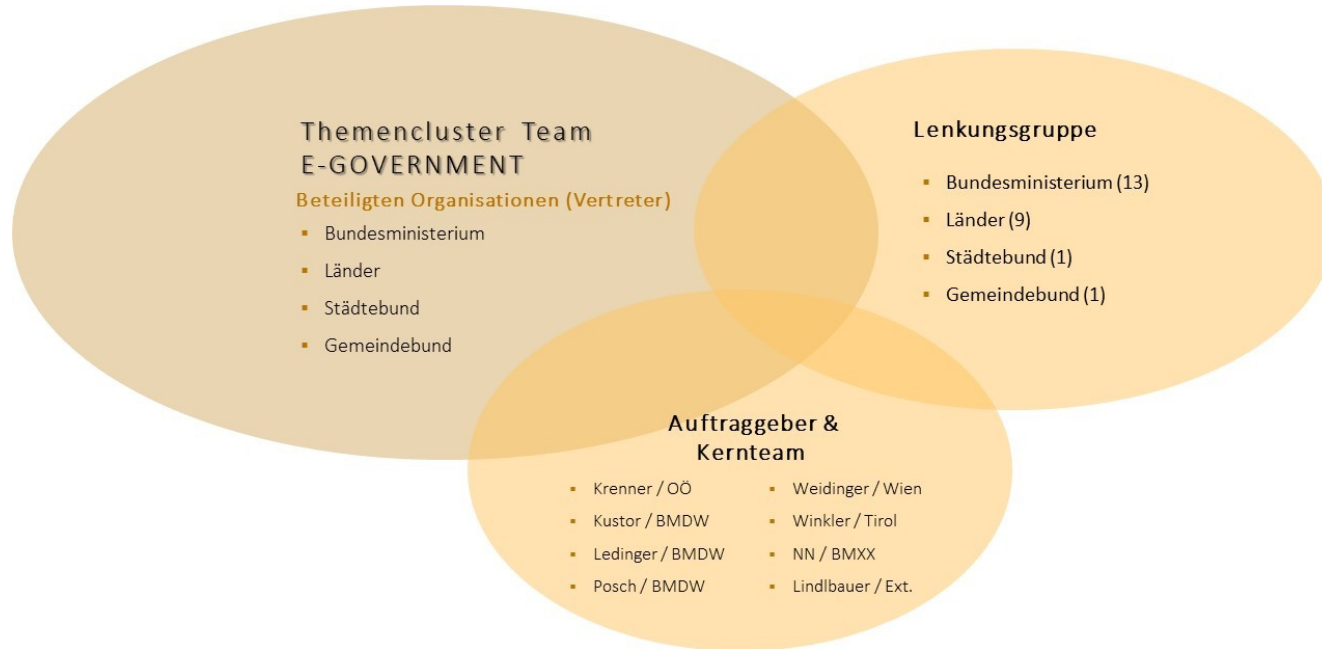 Themencluster Team
E-GOVERNMENT
Beteiligten Organisationen (Vertreter)
▪ Bundesministerium
▪ Länder
▪ Städtebund
▪ Gemeindebund
Lenkungsgruppe
▪ Bundesministerium (13)
▪ Länder (9)
▪ Städtebund (1)
▪ Gemeindebund (1)
Auftraggeber &
Kernteam
▪ Krenner / OÖ
▪ Kustor / BMDW
▪ Ledinger / BMDW
▪ Posch / BMDW
▪ Weidinger / Wien
▪ Winkler / Tirol
▪ NN / BMXX
▪ Lindlbauer / Ext.